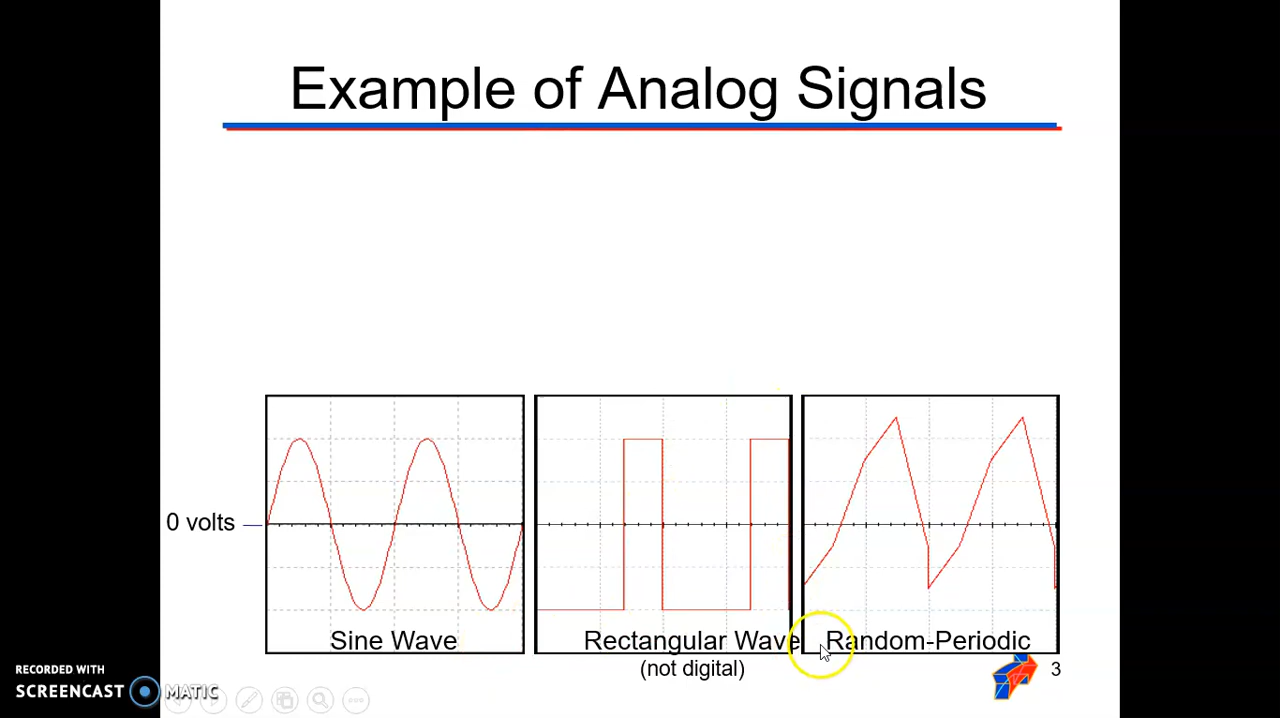 Example of Analog Signals
0 volts
Sine Wave
Rectangular Wave
(not digital)
Random-Periodic
3
RECORDED WITH
SCREENCAST MATIC